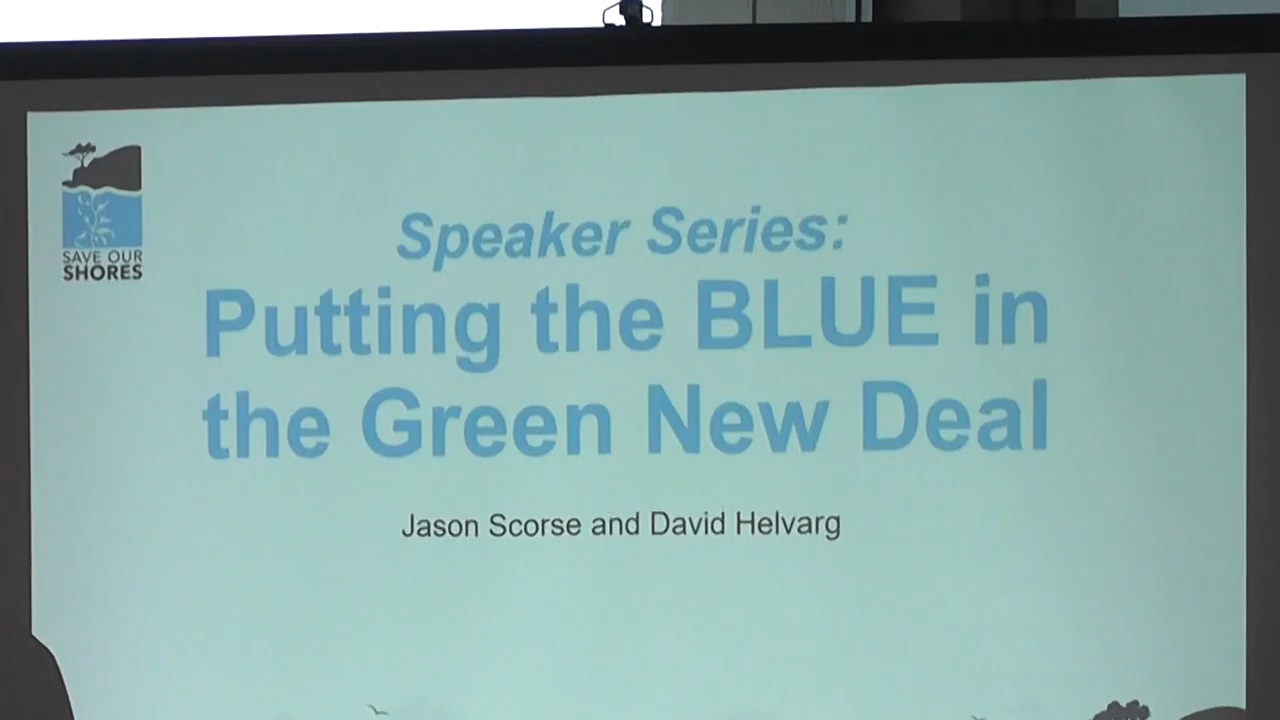 SAVE OUR
SHORES
Speaker Series:
Putting the BLUE in
the Green New Deal
Jason Scorse and David Helvarg